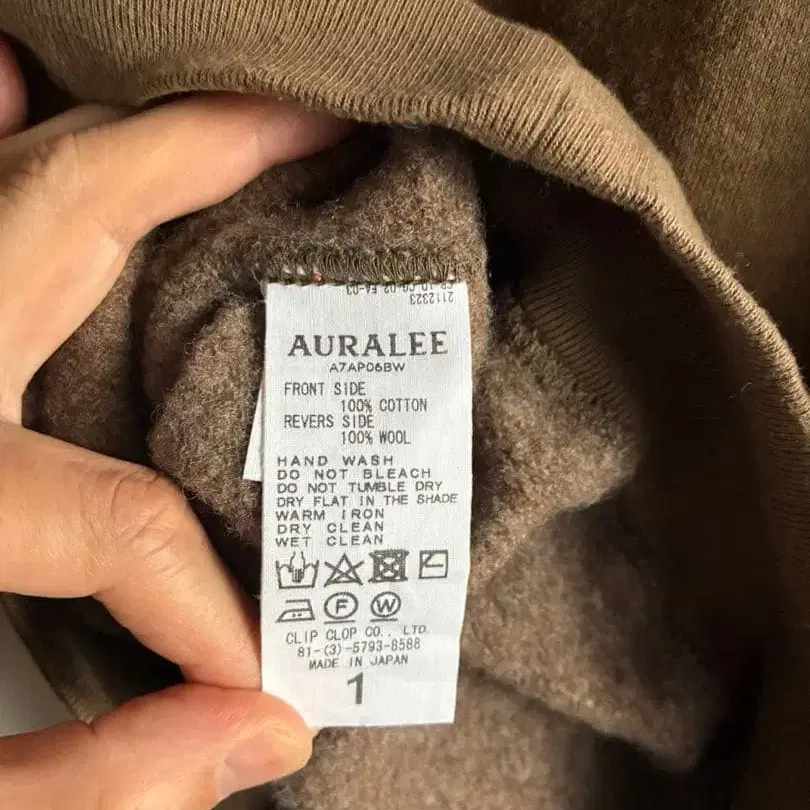 2112323
AURALEE
A7AP06BW
FRONT SIDE
100% COTTON
REVERS SIDE
100% WOOL
HAND WASH
DO NOT BLEACH
DO NOT TUMBLE DRY
DRY FLAT IN THE SHADE
WARM IRON
DRY CLEAN
WET CLEAN
F W
CLIP CLOP CO., LTD.
81-(3)-5793-8588
MADE IN JAPAN
1